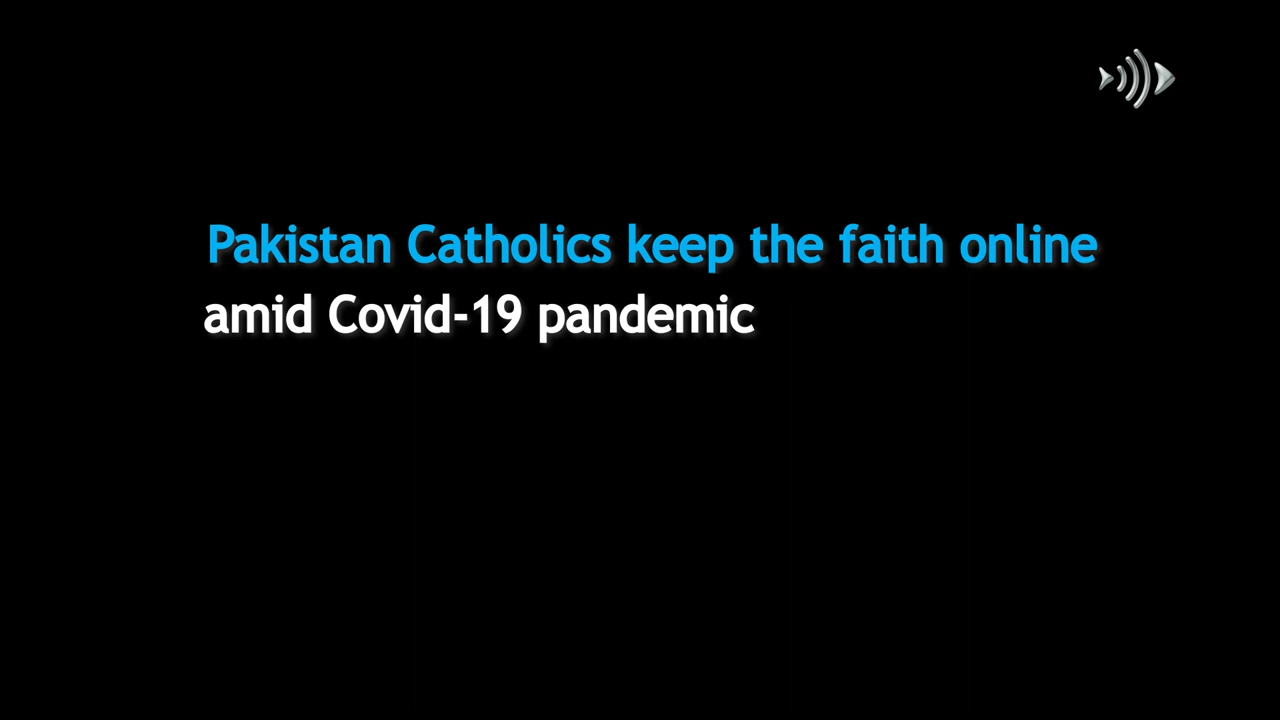 Pakistan Catholics keep the faith online
amid Covid-19 pandemic